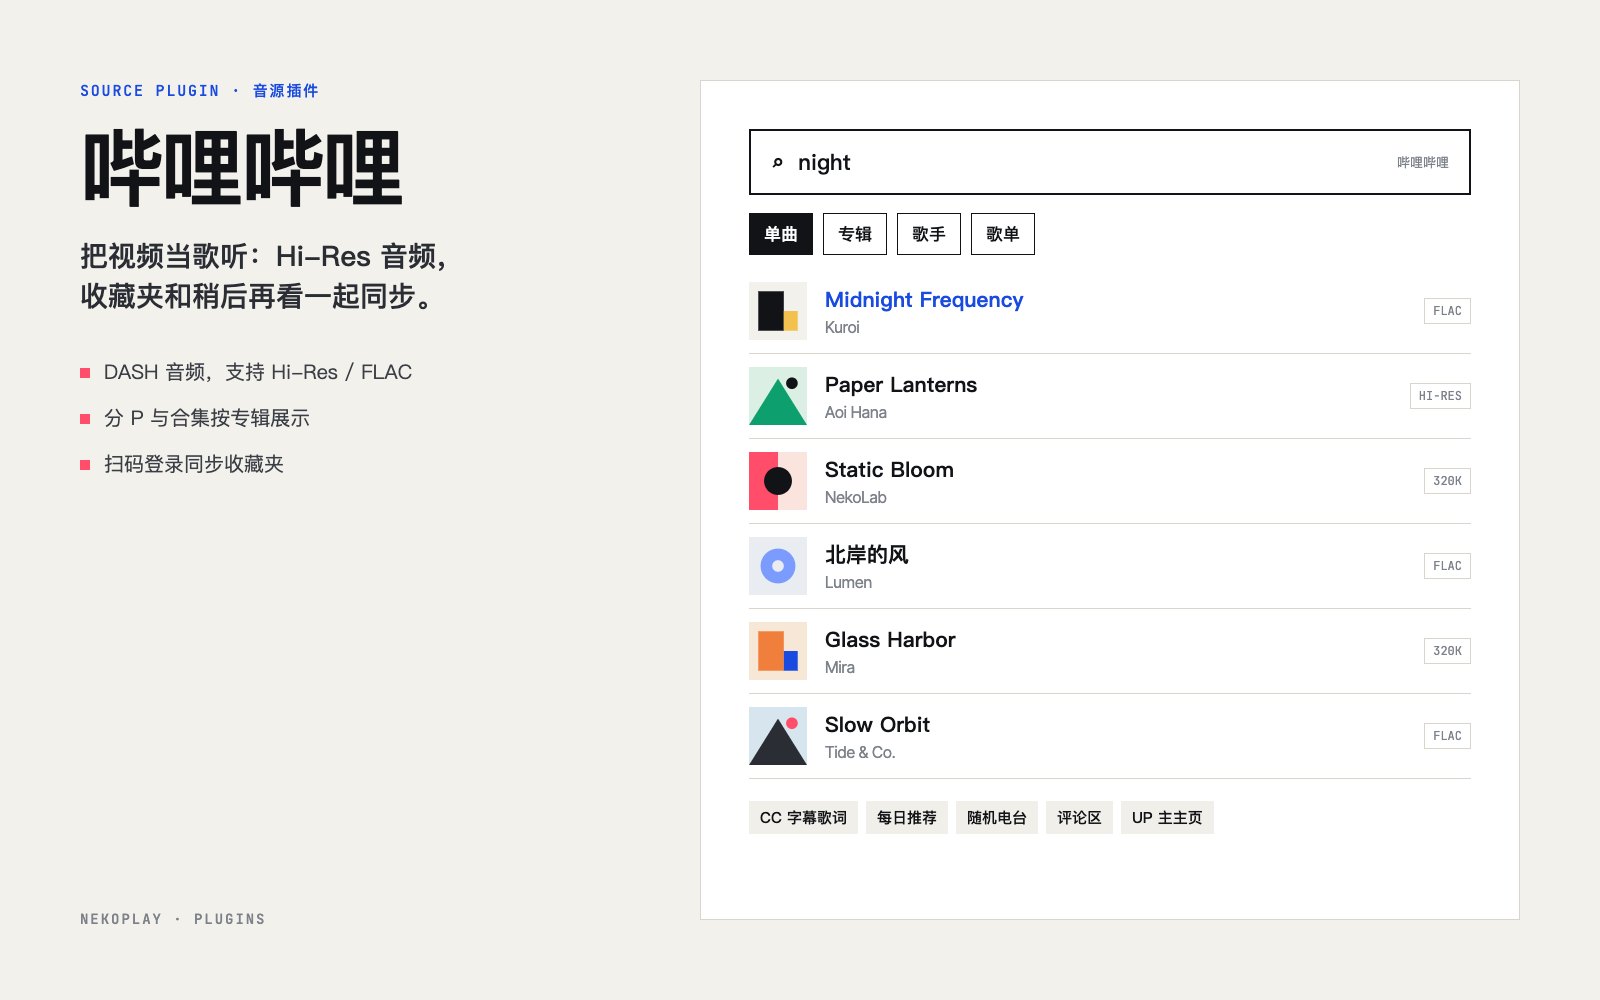 SOURCE PLUGIN · 音源插件
哔哩哔哩
把视频当歌听：Hi-Res 音频，
收藏夹和稍后再看一起同步。
DASH 音频，支持 Hi-Res / FLAC
分 P 与合集按专辑展示
扫码登录同步收藏夹
NEKOPLAY · PLUGINS
night
哔哩哔哩
单曲 专辑 歌手 歌单
Midnight Frequency
Kuroi
FLAC
Paper Lanterns
Aoi Hana
HI-RES
Static Bloom
NekoLab
320K
北岸的风
Lumen
FLAC
Glass Harbor
Mira
320K
Slow Orbit
Tide & Co.
FLAC
CC 字幕歌词 每日推荐 随机电台 评论区 UP 主主页